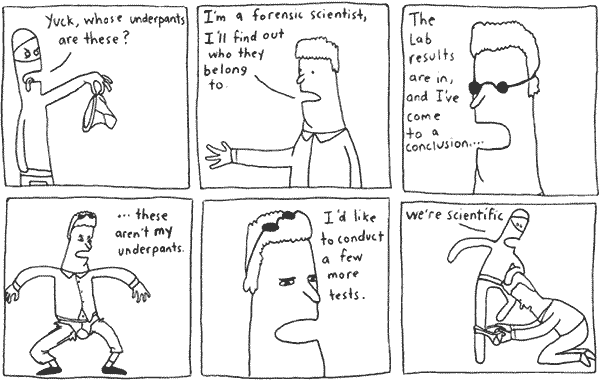 Yuck, whose underpants
are these?
I'm a forensic scientist,
I'll find out
who they
belong
to.
The
Lab
results
are in,
and I've
come
to a
conclusion....
... these
aren't my
underpants.
I'd like
to conduct
a few
more
tests.
we're scientific